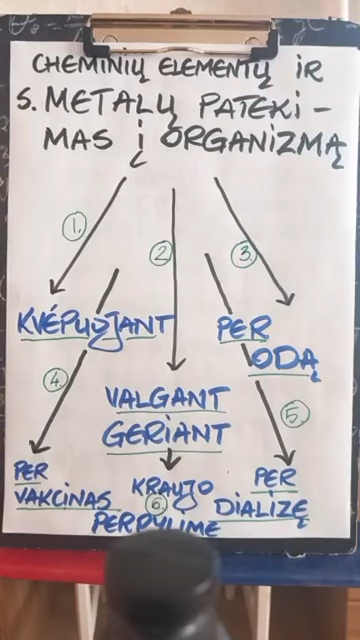 CHEMINIŲ ELEMENTŲ IR
S. METALŲ PATEKI-
MAS Į ORGANIZMĄ
1.
2
3.
KVĖPUOJANT
PER
ODĄ
4.
VALGANT
GERIANT
5.
PER
VAKCINAS
KRAUJO
6.
PERPYLIME
PER
DIALIZĘ